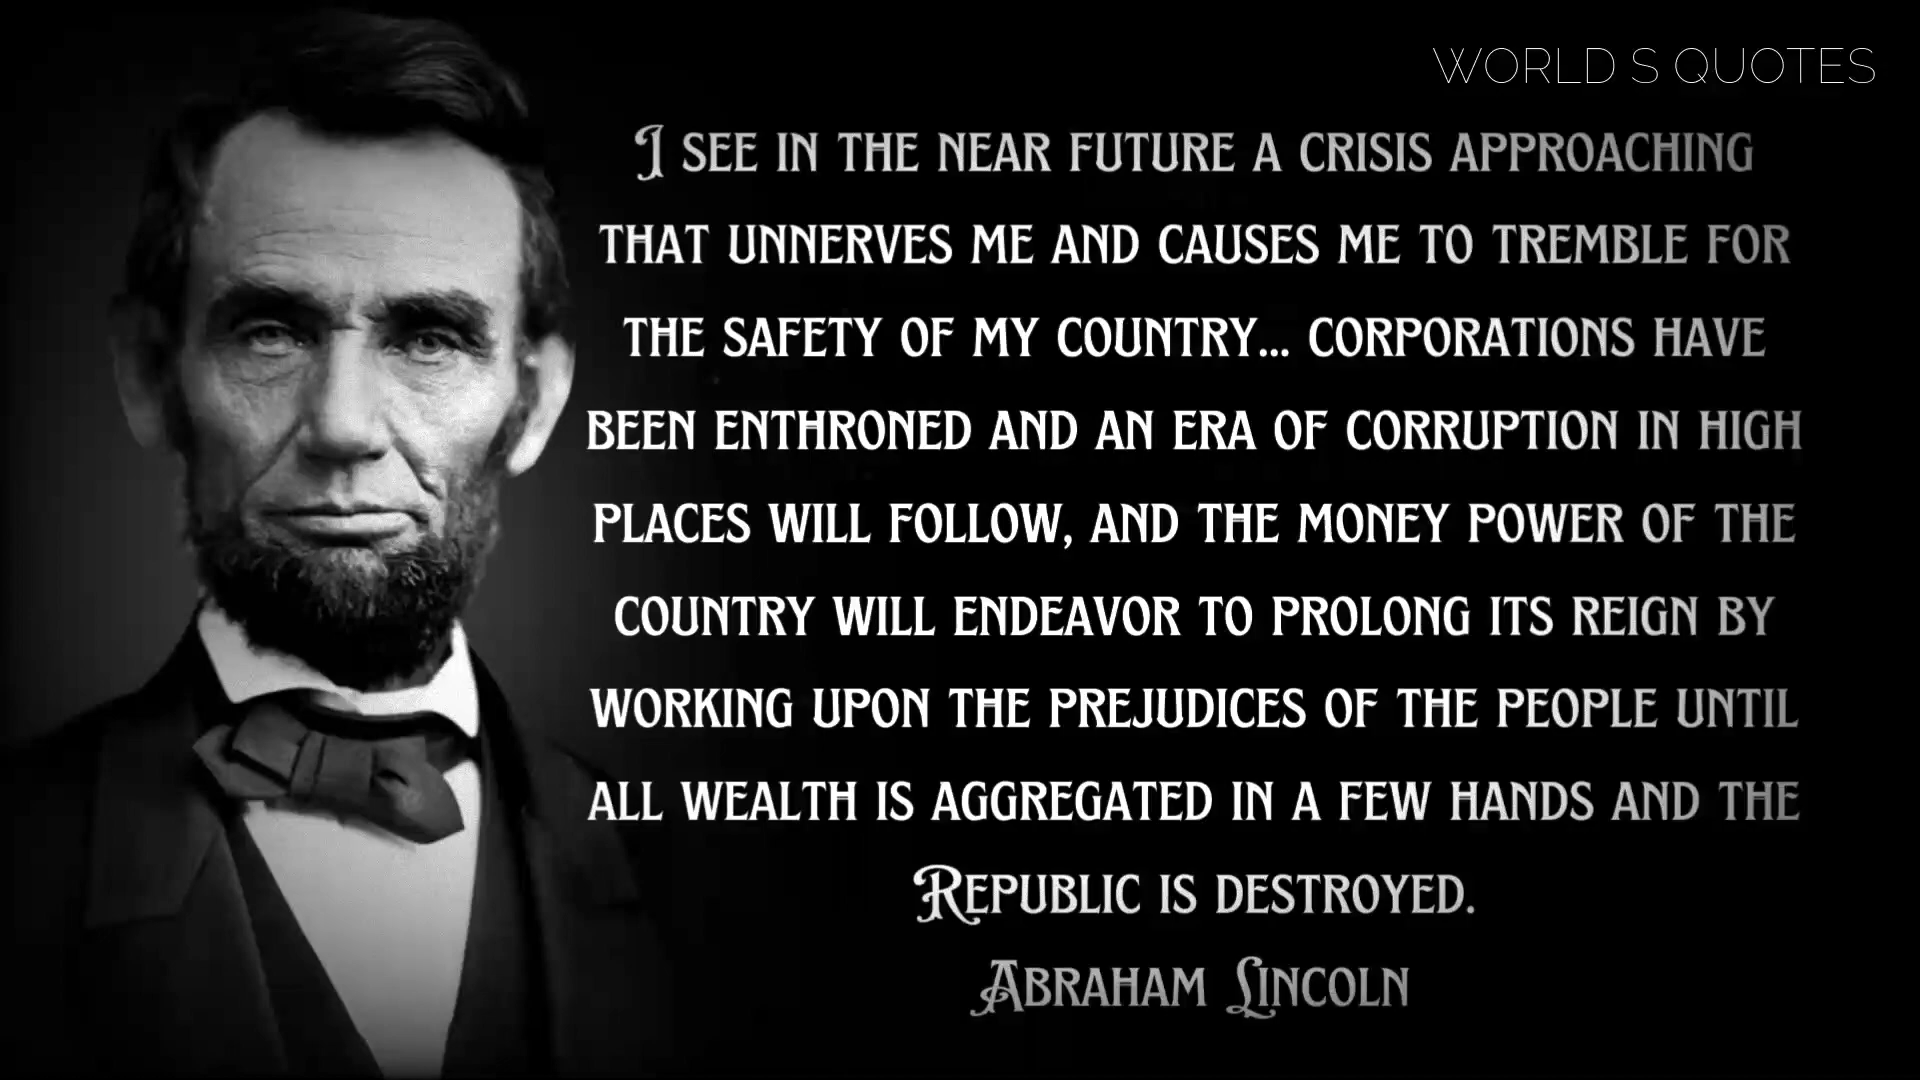 WORLD S QUOTES
I SEE IN THE NEAR FUTURE A CRISIS APPROACHING
THAT UNNERVES ME AND CAUSES ME TO TREMBLE FOR
THE SAFETY OF MY COUNTRY... CORPORATIONS HAVE
BEEN ENTHRONED AND AN ERA OF CORRUPTION IN HIGH
PLACES WILL FOLLOW, AND THE MONEY POWER OF THE
COUNTRY WILL ENDEAVOR TO PROLONG ITS REIGN BY
WORKING UPON THE PREJUDICES OF THE PEOPLE UNTIL
ALL WEALTH IS AGGREGATED IN A FEW HANDS AND THE
REPUBLIC IS DESTROYED.
ABRAHAM LINCOLN